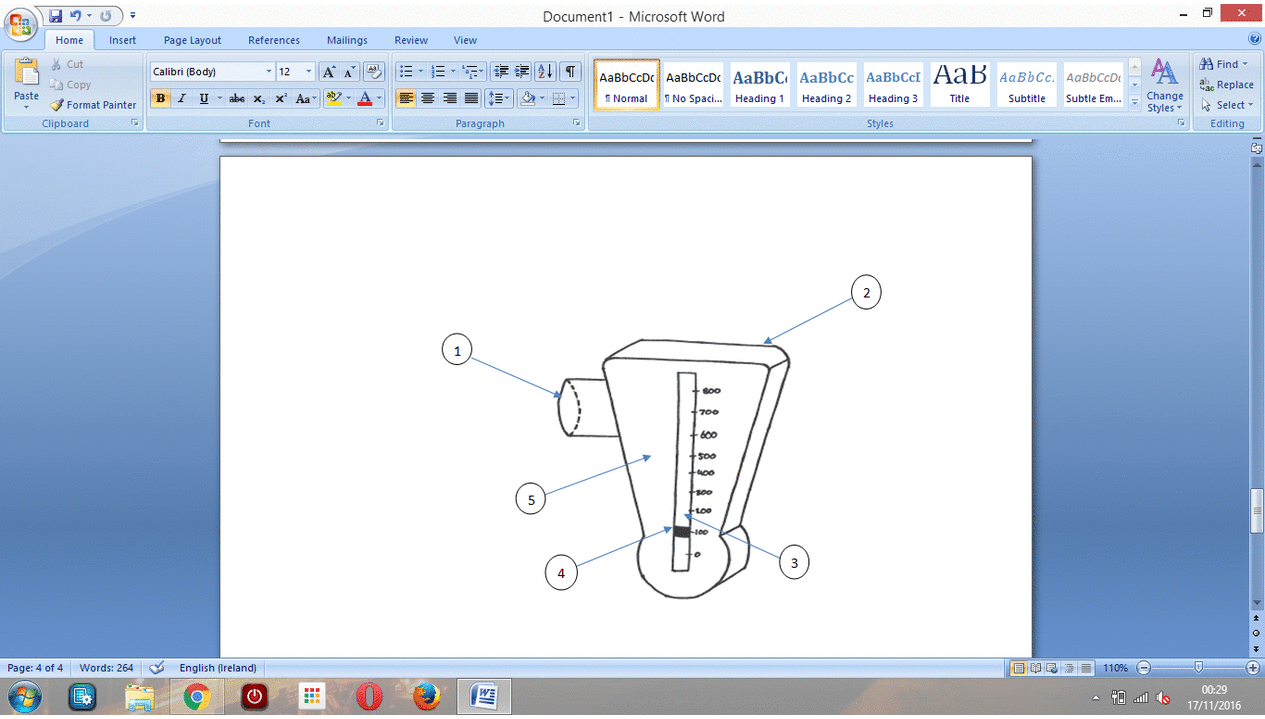 Document1 - Microsoft Word
Home Insert Page Layout References Mailings Review View
Paste
Cut
Copy
Format Painter
Clipboard
Calibri (Body) 12
Font
Paragraph
AaBbCcDc AaBbCcDc AaBbC( AaBbCc AaBbCcI AaB AaBbCc. AaBbCcDc
¶ Normal ¶ No Spaci... Heading 1 Heading 2 Heading 3 Title Subtitle Subtle Em...
Change Styles
Styles
Find
Replace
Select
Editing
2
1
800
700
600
500
400
300
200
100
0
5
4
3
Page: 4 of 4 Words: 264 English (Ireland) 110%
00:29
17/11/2016